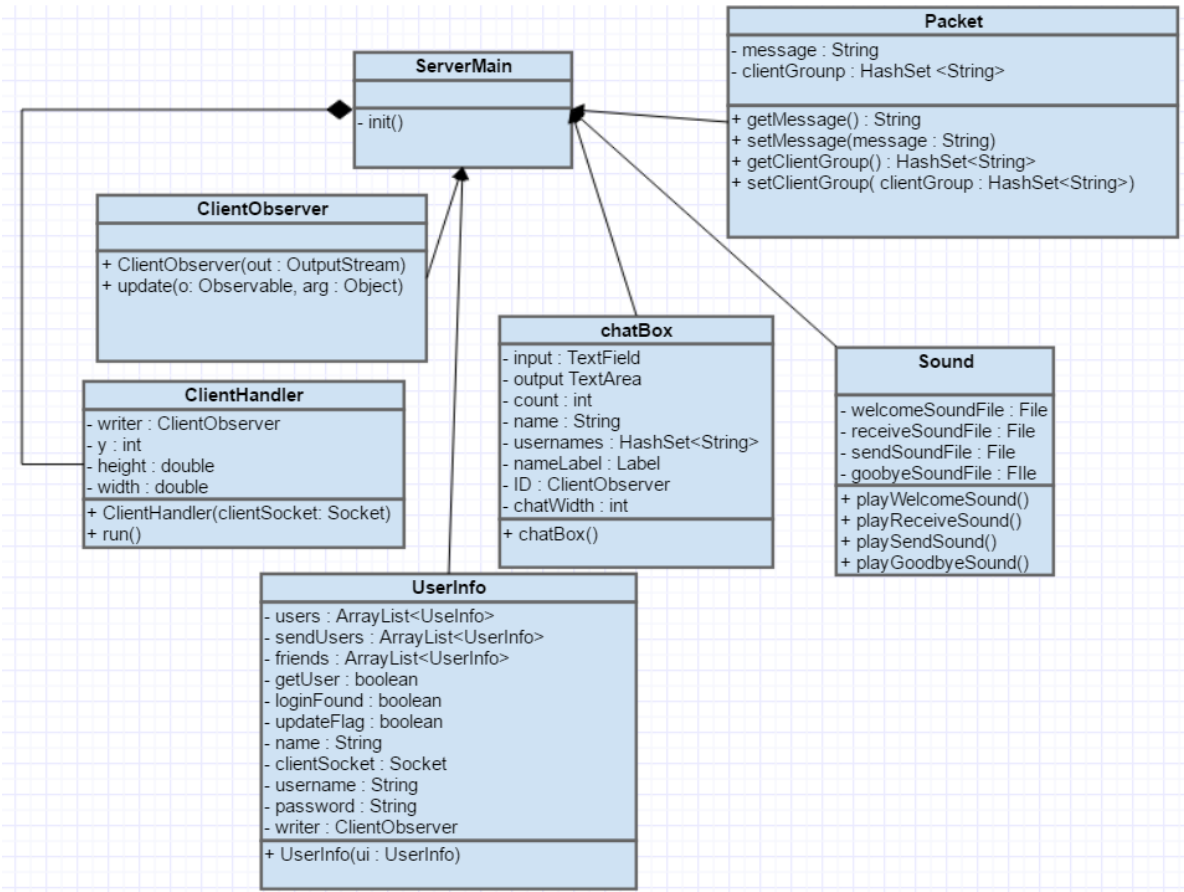 ServerMain
- init()
Packet
- message : String
- clientGrounp : HashSet <String>
+ getMessage() : String
+ setMessage(message : String)
+ getClientGroup() : HashSet<String>
+ setClientGroup( clientGroup : HashSet<String>)
ClientObserver
+ ClientObserver(out : OutputStream)
+ update(o: Observable, arg : Object)
ClientHandler
- writer : ClientObserver
- y : int
- height : double
- width : double
+ ClientHandler(clientSocket: Socket)
+ run()
chatBox
- input : TextField
- output TextArea
- count : int
- name : String
- usernames : HashSet<String>
- nameLabel : Label
- ID : ClientObserver
- chatWidth : int
+ chatBox()
Sound
- welcomeSoundFile : File
- receiveSoundFile : File
- sendSoundFile : File
- goobyeSoundFile : FIle
+ playWelcomeSound()
+ playReceiveSound()
+ playSendSound()
+ playGoodbyeSound()
UserInfo
- users : ArrayList<UseInfo>
- sendUsers : ArrayList<UserInfo>
- friends : ArrayList<UserInfo>
- getUser : boolean
- loginFound : boolean
- updateFlag : boolean
- name : String
- clientSocket : Socket
- username : String
- password : String
- writer : ClientObserver
+ UserInfo(ui : UserInfo)